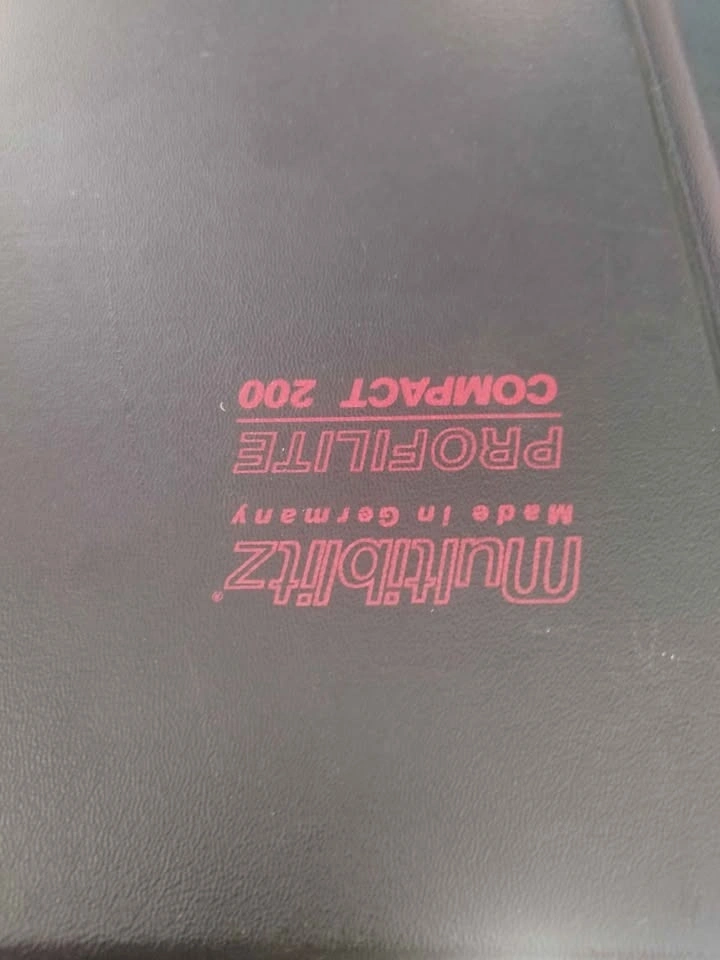 Multiblitz®
Made in Germany
PROFILITE
COMPACT 200